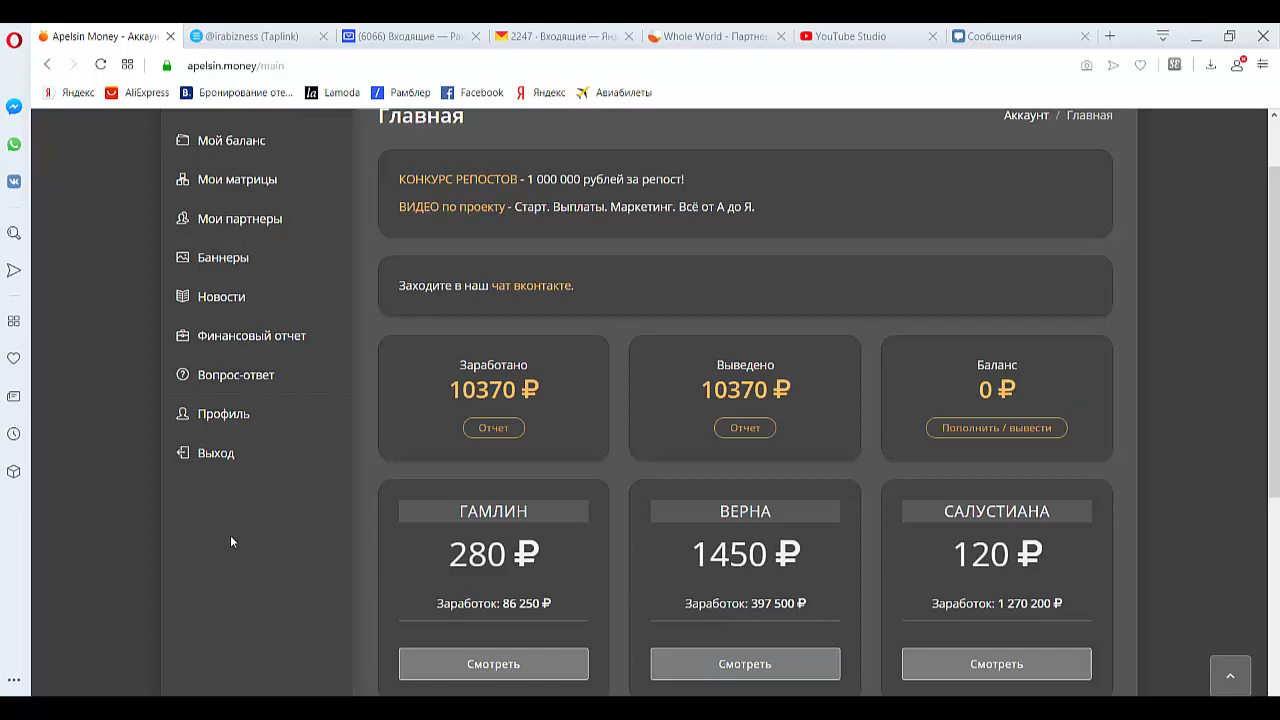 Apelsin Money - Аккаун
@irabizness (Taplink)
(6066) Входящие — Ра
2247 - Входящие — Янд
Whole World - Партнер
YouTube Studio
Сообщения
apelsin.money/main
Яндекс
AliExpress
Бронирование оте...
Lamoda
Рамблер
Facebook
Яндекс
Авиабилеты
Главная
Аккаунт / Главная
Мой баланс
Мои матрицы
Мои партнеры
Баннеры
Новости
Финансовый отчет
Вопрос-ответ
Профиль
Выход
КОНКУРС РЕПОСТОВ - 1 000 000 рублей за репост!
ВИДЕО по проекту - Старт. Выплаты. Маркетинг. Всё от А до Я.
Заходите в наш чат вконтакте.
Заработано
10370 ₽
Отчет
Выведено
10370 ₽
Отчет
Баланс
0 ₽
Пополнить / вывести
ГАМЛИН
280 ₽
Заработок: 86 250 ₽
Смотреть
ВЕРНА
1450 ₽
Заработок: 397 500 ₽
Смотреть
САЛУСТИАНА
120 ₽
Заработок: 1 270 200 ₽
Смотреть